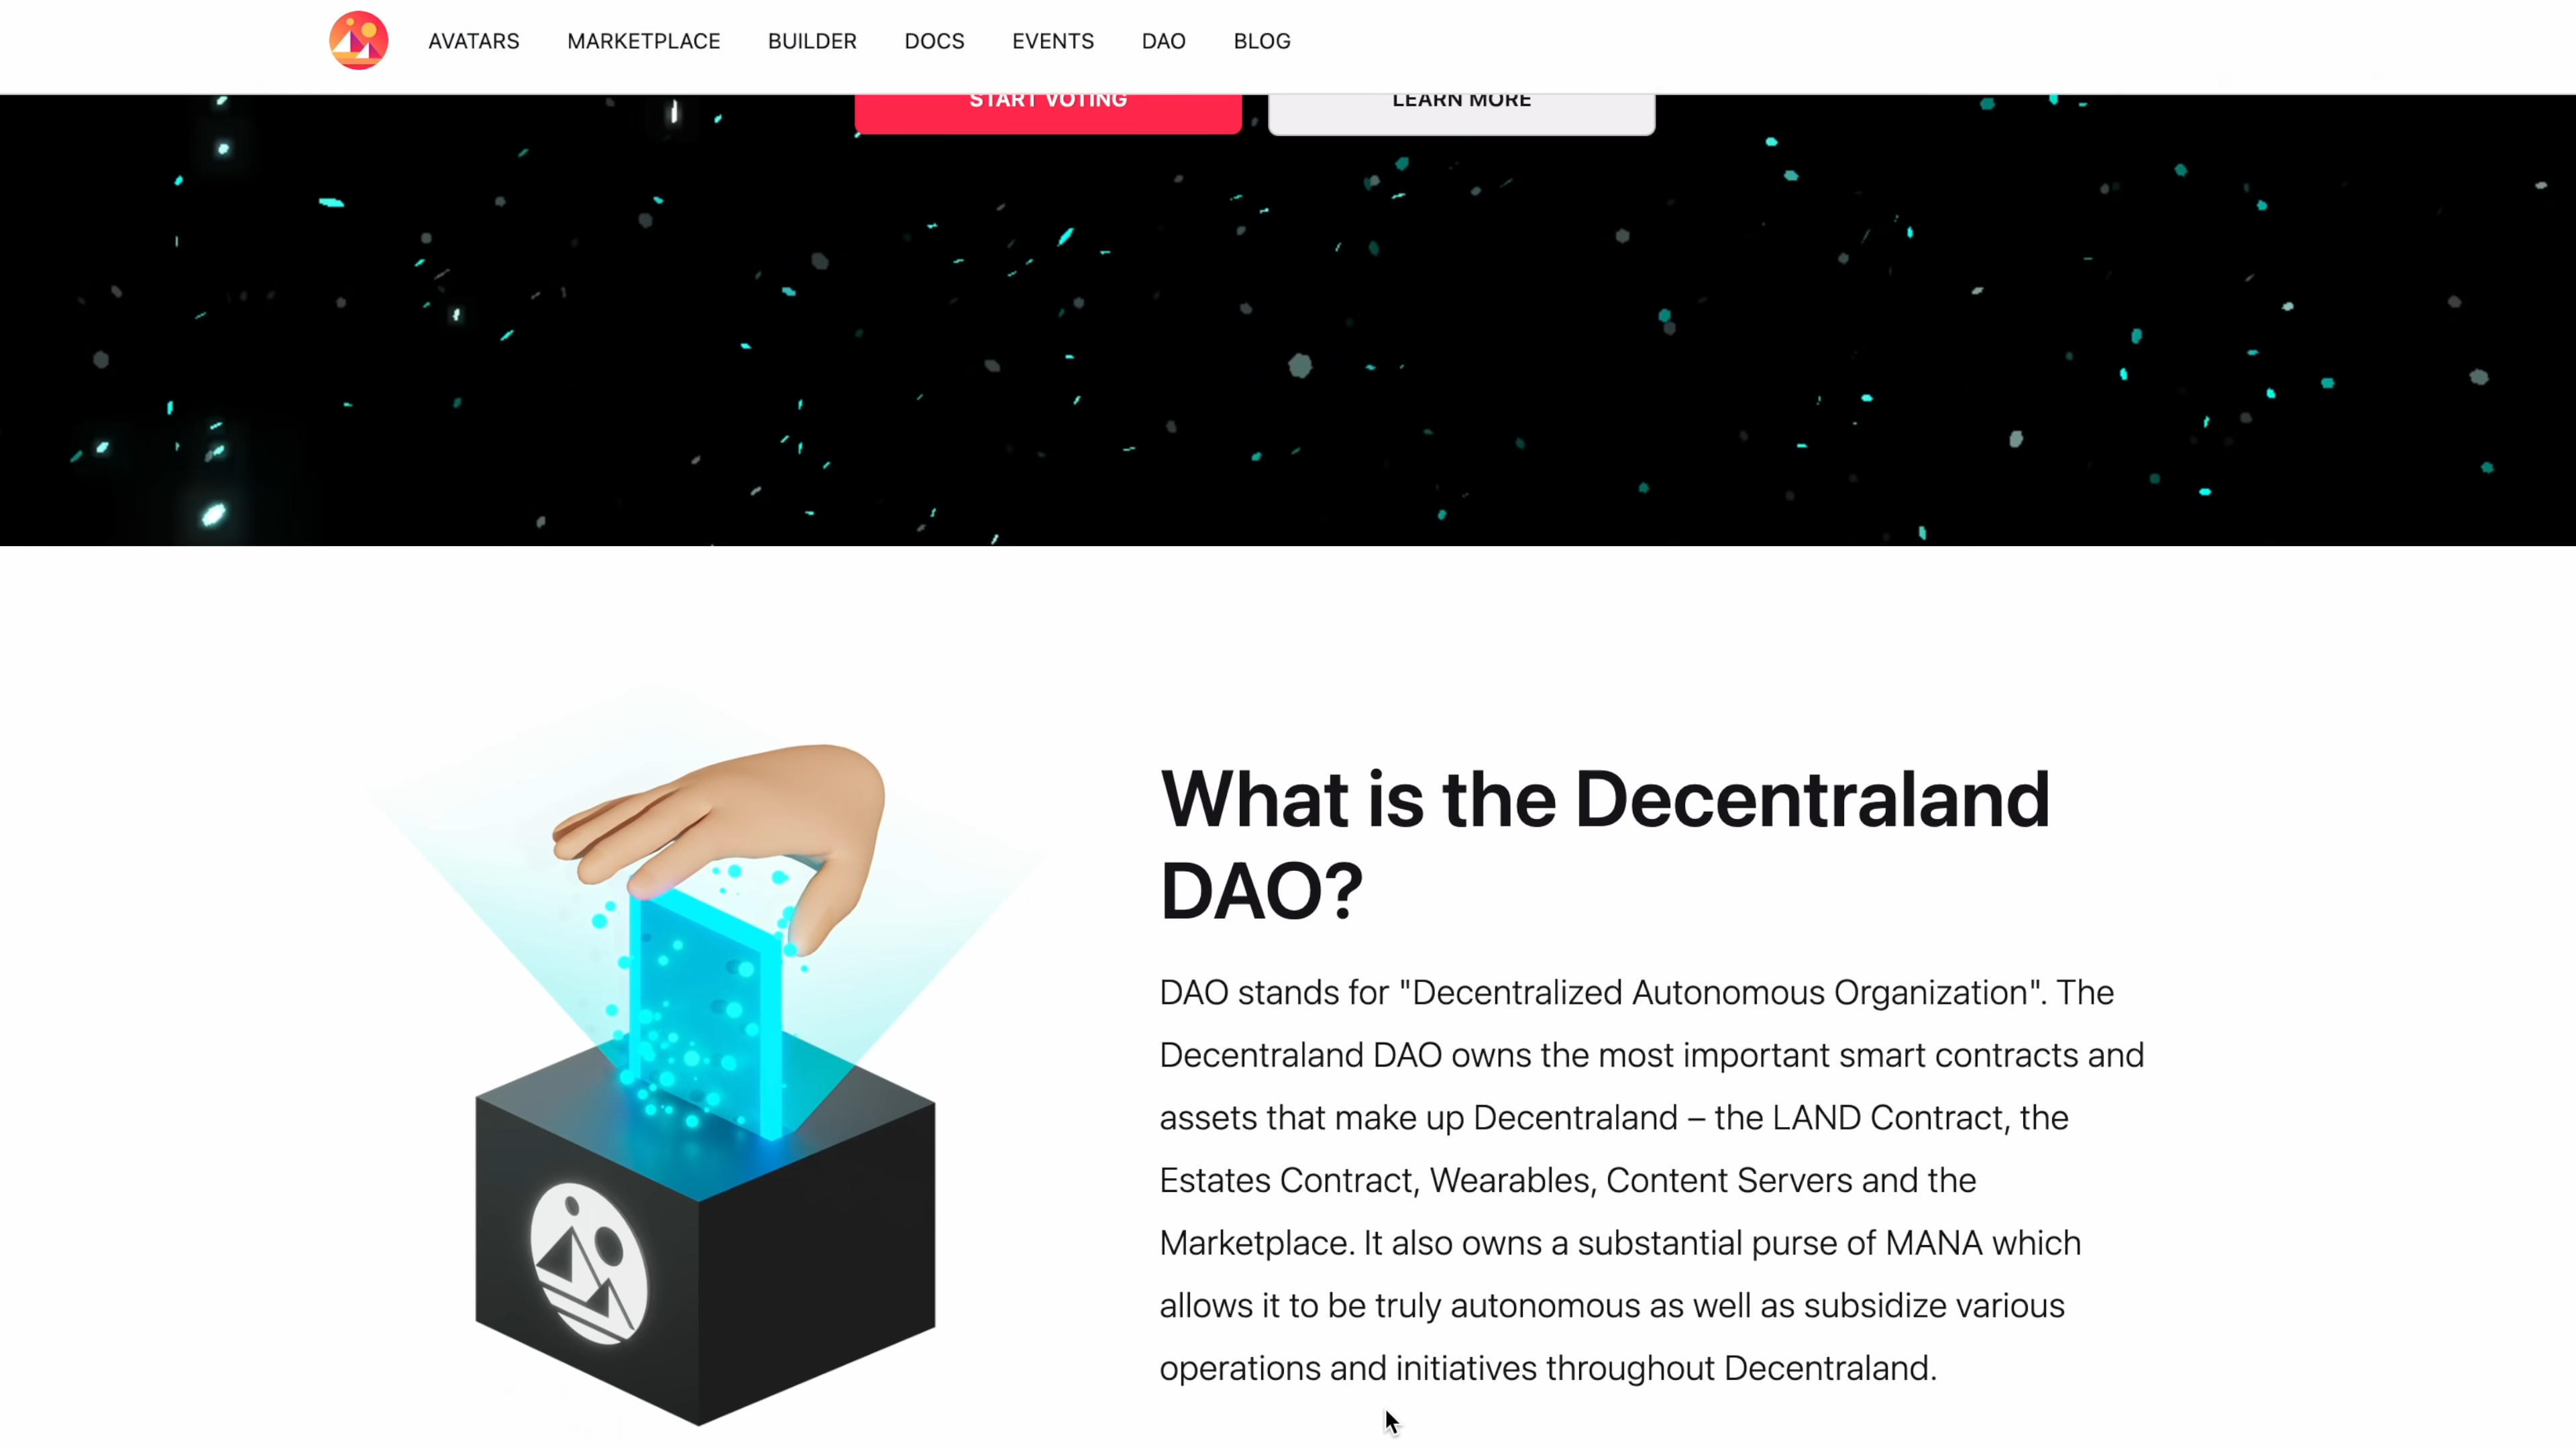 AVATARS MARKETPLACE BUILDER DOCS EVENTS DAO BLOG
START VOTING LEARN MORE
What is the Decentraland
DAO?
DAO stands for "Decentralized Autonomous Organization". The
Decentraland DAO owns the most important smart contracts and
assets that make up Decentraland – the LAND Contract, the
Estates Contract, Wearables, Content Servers and the
Marketplace. It also owns a substantial purse of MANA which
allows it to be truly autonomous as well as subsidize various
operations and initiatives throughout Decentraland.